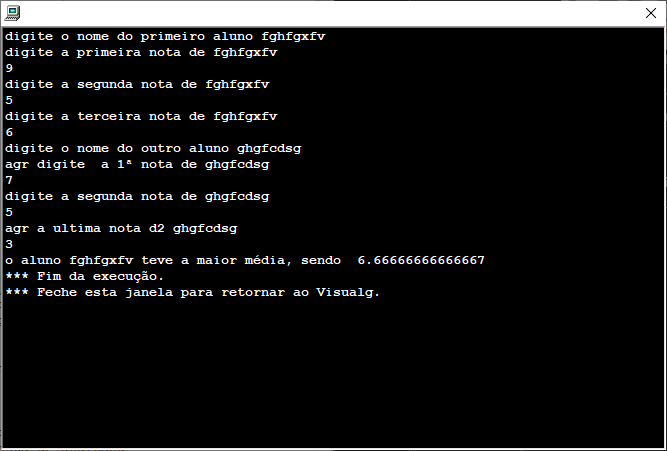 digite o nome do primeiro aluno fghfgxfv
digite a primeira nota de fghfgxfv
9
digite a segunda nota de fghfgxfv
5
digite a terceira nota de fghfgxfv
6
digite o nome do outro aluno ghgfcdsg
agr digite  a 1ª nota de ghgfcdsg
7
digite a segunda nota de ghgfcdsg
5
agr a ultima nota d2 ghgfcdsg
3
o aluno fghfgxfv teve a maior média, sendo  6.66666666666667
*** Fim da execução.
*** Feche esta janela para retornar ao Visualg.